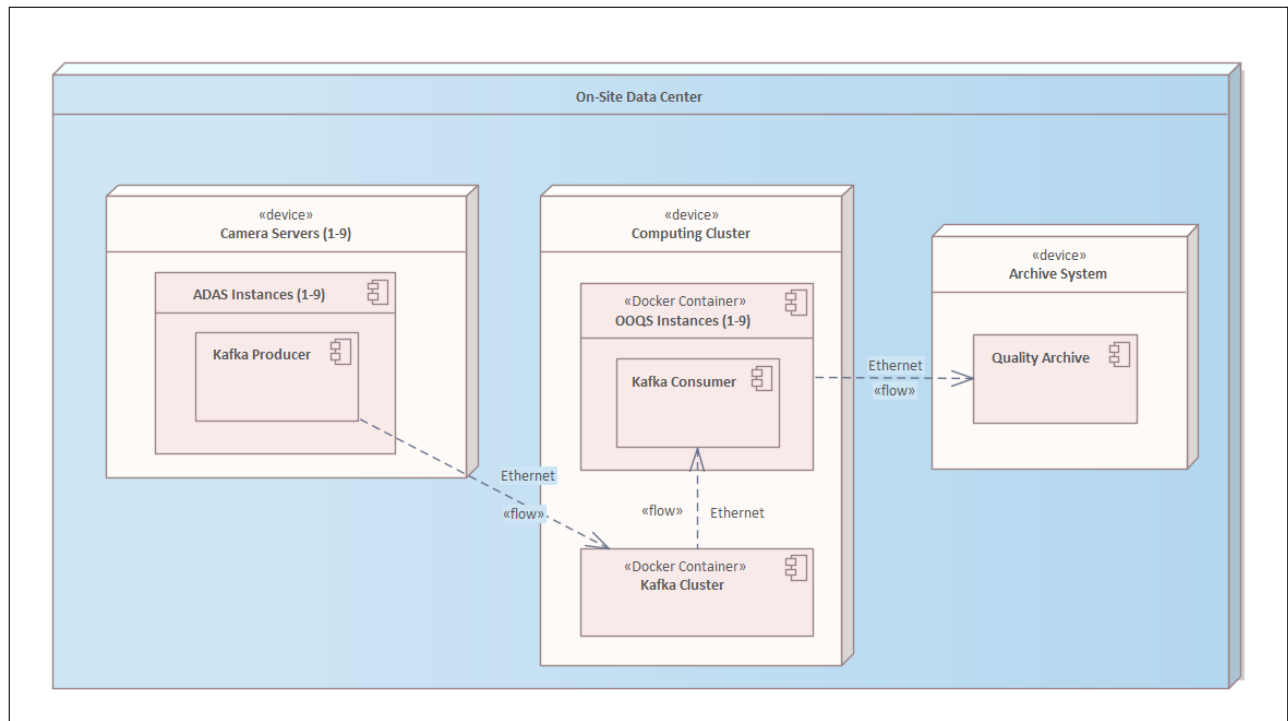 On-Site Data Center
«device»
Camera Servers (1-9)
ADAS Instances (1-9)
Kafka Producer
Ethernet
«flow»
«device»
Computing Cluster
«Docker Container»
OOQS Instances (1-9)
Kafka Consumer
«flow»
Ethernet
«Docker Container»
Kafka Cluster
Ethernet
«flow»
«device»
Archive System
Quality Archive